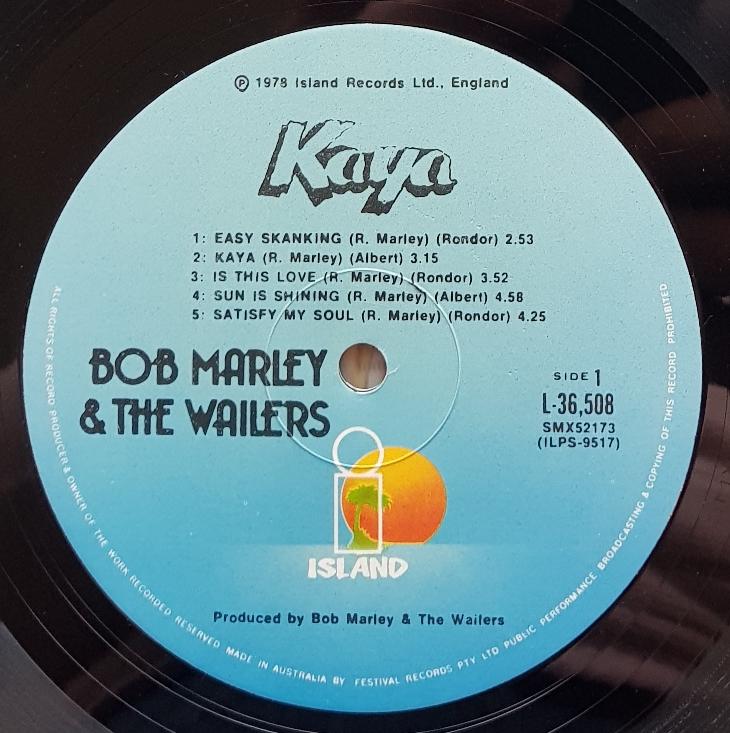 Ⓟ 1978 Island Records Ltd., England
Kaya
1: EASY SKANKING (R. Marley) (Rondor) 2.53
2: KAYA (R. Marley) (Albert) 3.15
3: IS THIS LOVE (R. Marley) (Rondor) 3.52
4: SUN IS SHINING (R. Marley) (Albert) 4.58
5: SATISFY MY SOUL (R. Marley) (Rondor) 4.25
BOB MARLEY
& THE WAILERS
SIDE 1
L-36,508
SMX52173
(ILPS-9517)
ISLAND
Produced by Bob Marley & The Wailers
ALL RIGHTS OF RECORD PRODUCER & OWNER OF THE WORK RECORDED RESERVED MADE IN AUSTRALIA BY FESTIVAL RECORDS PTY LTD PUBLIC PERFORMANCE BROADCASTING & COPYING OF THIS RECORD PROHIBITED